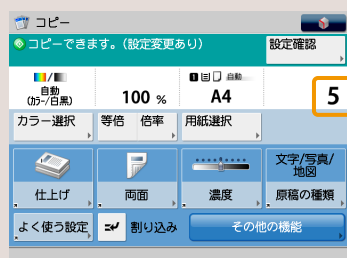 コピー
コピーできます。(設定変更あり)
設定確認
自動
(ｶﾗｰ/白黒)
100 %
1 自動
A4
5
カラー選択
等倍
倍率
用紙選択
仕上げ
両面
濃度
文字/写真/
地図
原稿の種類
よく使う設定
割り込み
その他の機能